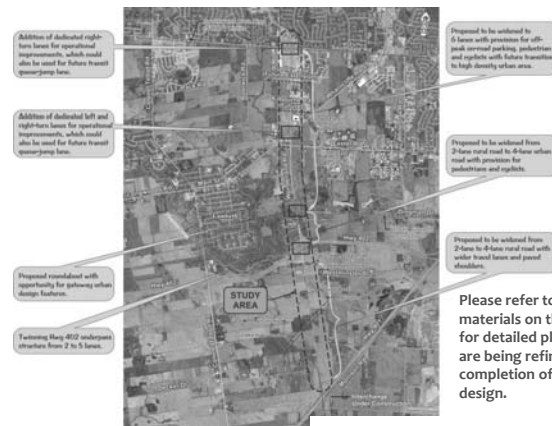 Addition of dedicated right-
turn lanes for operational
improvements, which could
also be used for future transit
queue-jump lane.
Addition of dedicated left and
right-turn lanes for operational
improvements, which could
be used for future transit
queue-jump lane.
Proposed roundabout with
opportunity for gateway urban
design features.
Twinning Hwy-402 underpass
structure from 2 to 5 lanes.
STUDY
AREA
Hwy 402
Interchange
Under Construction
Proposed to be widened to
6 lanes with provision for off-
peak on-road parking, pedestrian
and cyclists with future transition
to high density urban area.
Proposed to be widened from
2-lane rural road to 4-lane urban
road with provision for
pedestrians and cyclists.
Proposed to be widened from
2-lane to 4-lane rural road with
wider travel lanes and paved
shoulders.
Please refer to
materials on th
for detailed pl
are being refin
completion of
design.